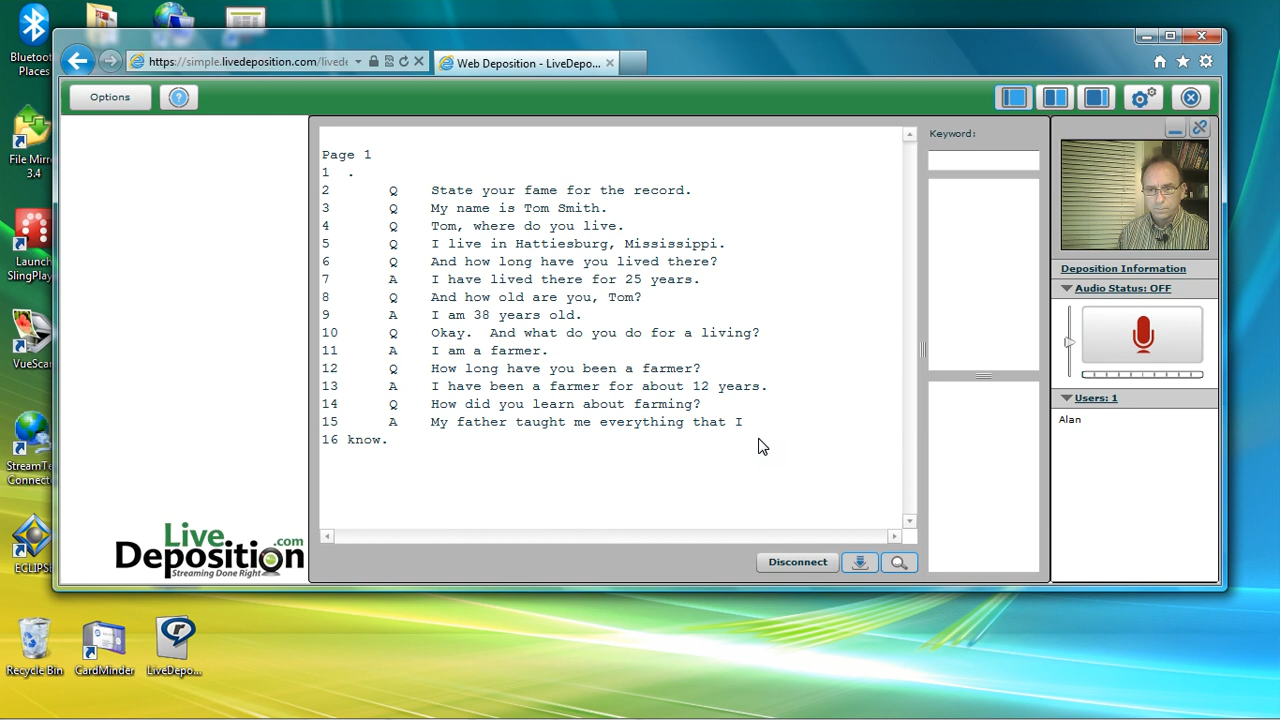 Bluetooth
Places
File Mirr
3.4
Launch
SlingPlay
VueScan
StreamTe
Connect
ECLIPSE
Recycle Bin
CardMinder
LiveDepo...
https://simple.livedeposition.com/livede
Web Deposition - LiveDepo...
Options
Page 1
1 .
2 Q State your fame for the record.
3 Q My name is Tom Smith.
4 Q Tom, where do you live.
5 Q I live in Hattiesburg, Mississippi.
6 Q And how long have you lived there?
7 A I have lived there for 25 years.
8 Q And how old are you, Tom?
9 A I am 38 years old.
10 Q Okay. And what do you do for a living?
11 A I am a farmer.
12 Q How long have you been a farmer?
13 A I have been a farmer for about 12 years.
14 Q How did you learn about farming?
15 A My father taught me everything that I
16 know.
Live
.com
Deposition
Streaming Done Right
Disconnect
Keyword:
Deposition Information
Audio Status: OFF
Users: 1
Alan